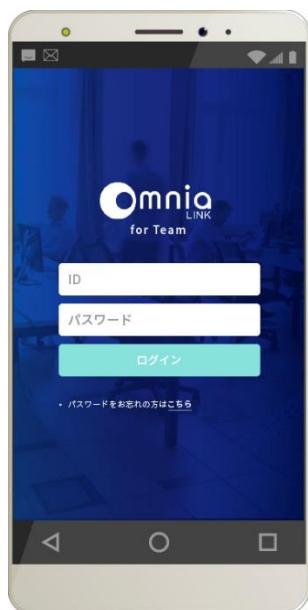 Omnia
LINK
for Team
ID
パスワード
ログイン
• パスワードをお忘れの方はこちら